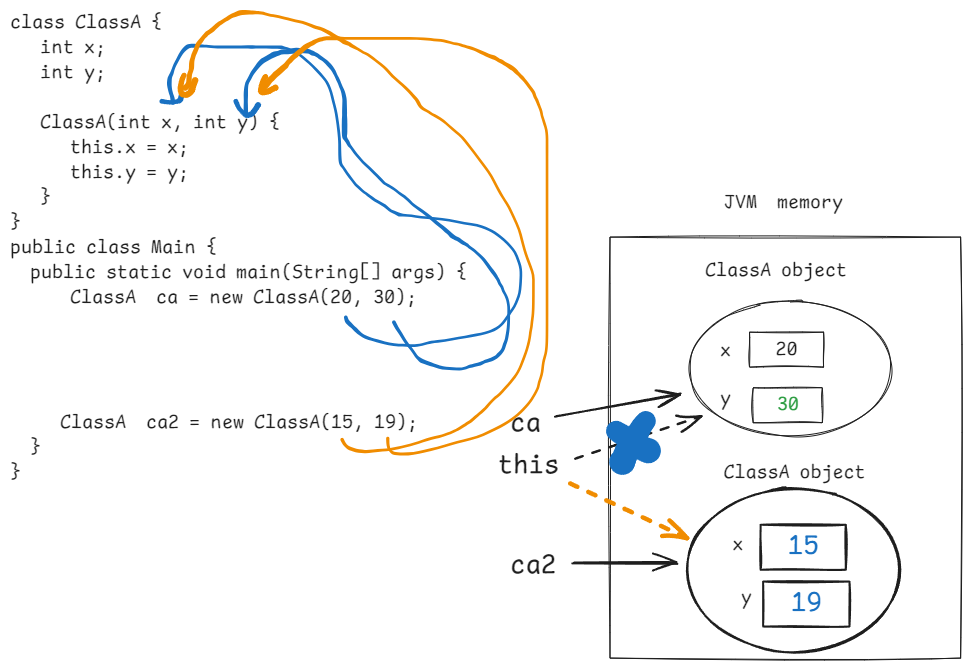 class ClassA {
int x;
int y;
ClassA(int x, int y) {
this.x = x;
this.y = y;
}
}
public class Main {
public static void main(String[] args) {
ClassA ca = new ClassA(20, 30);
ClassA ca2 = new ClassA(15, 19);
}
}
JVM memory
ClassA object
x 20
y 30
ca
this
ClassA object
x 15
ca2
y 19